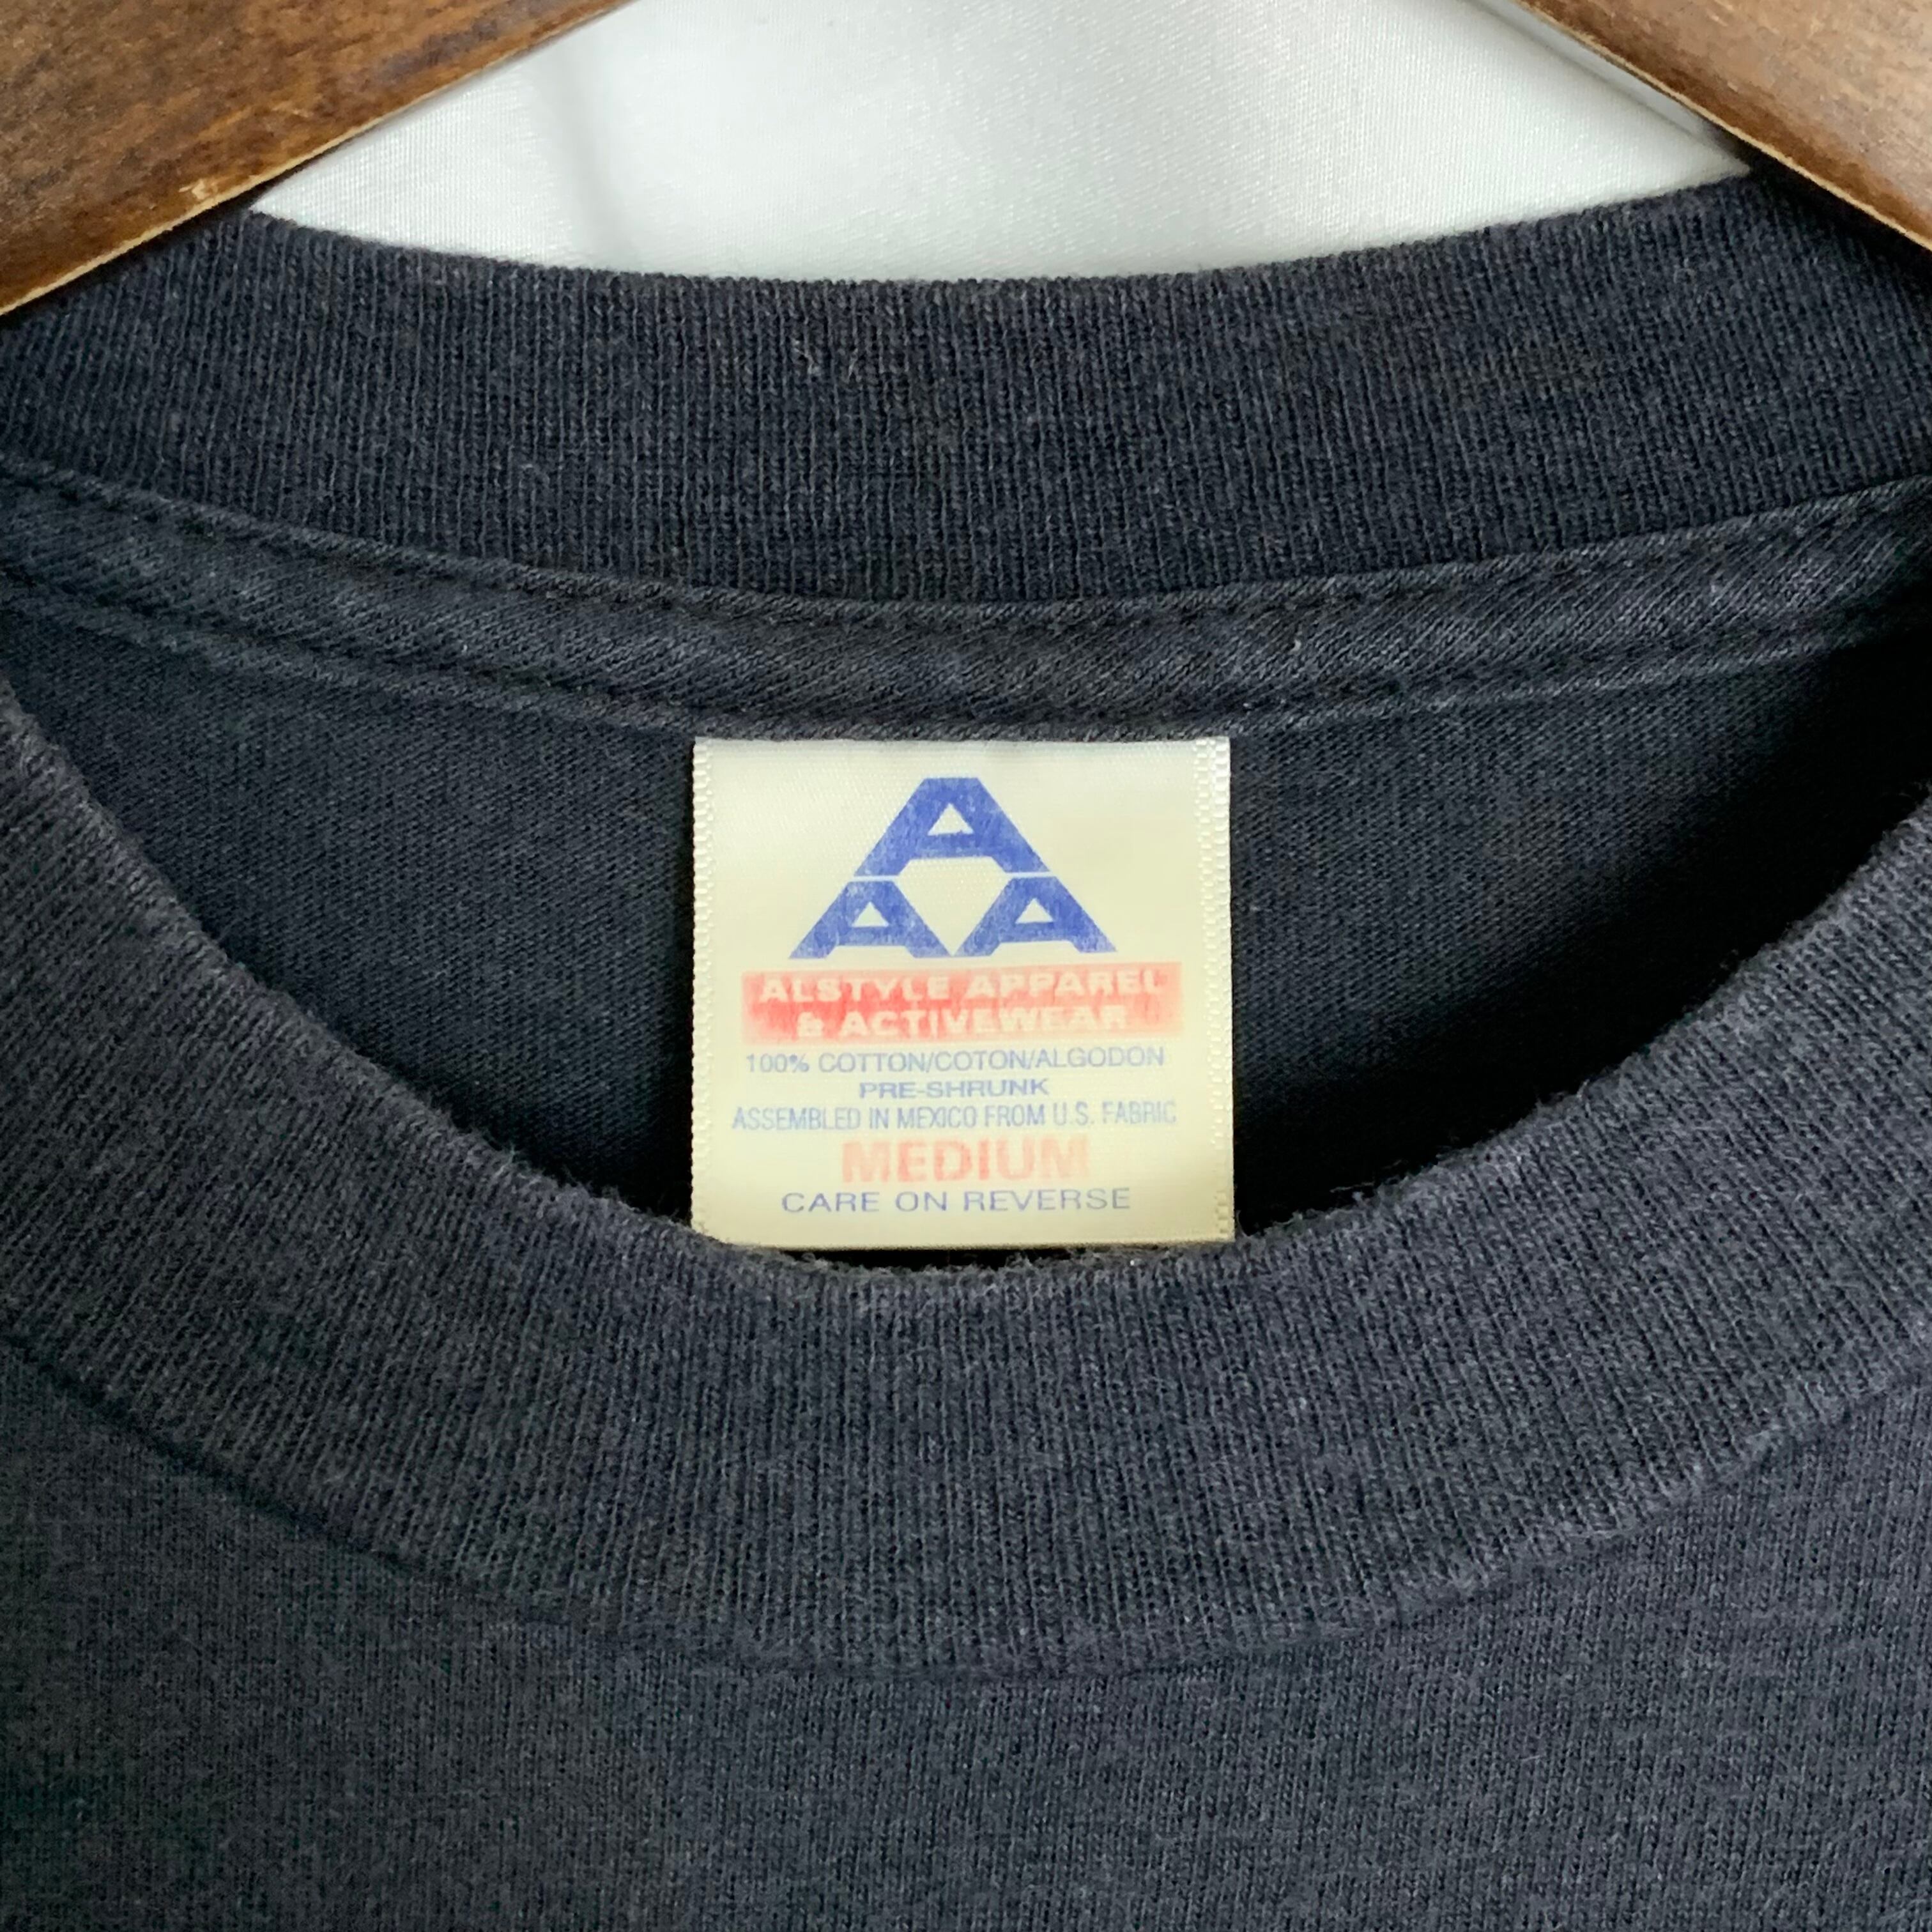 A
A A
ALSTYLE APPAREL
& ACTIVEWEAR
100% COTTON/COTON/ALGODON
PRE-SHRUNK
ASSEMBLED IN MEXICO FROM U.S. FABRIC
MEDIUM
CARE ON REVERSE